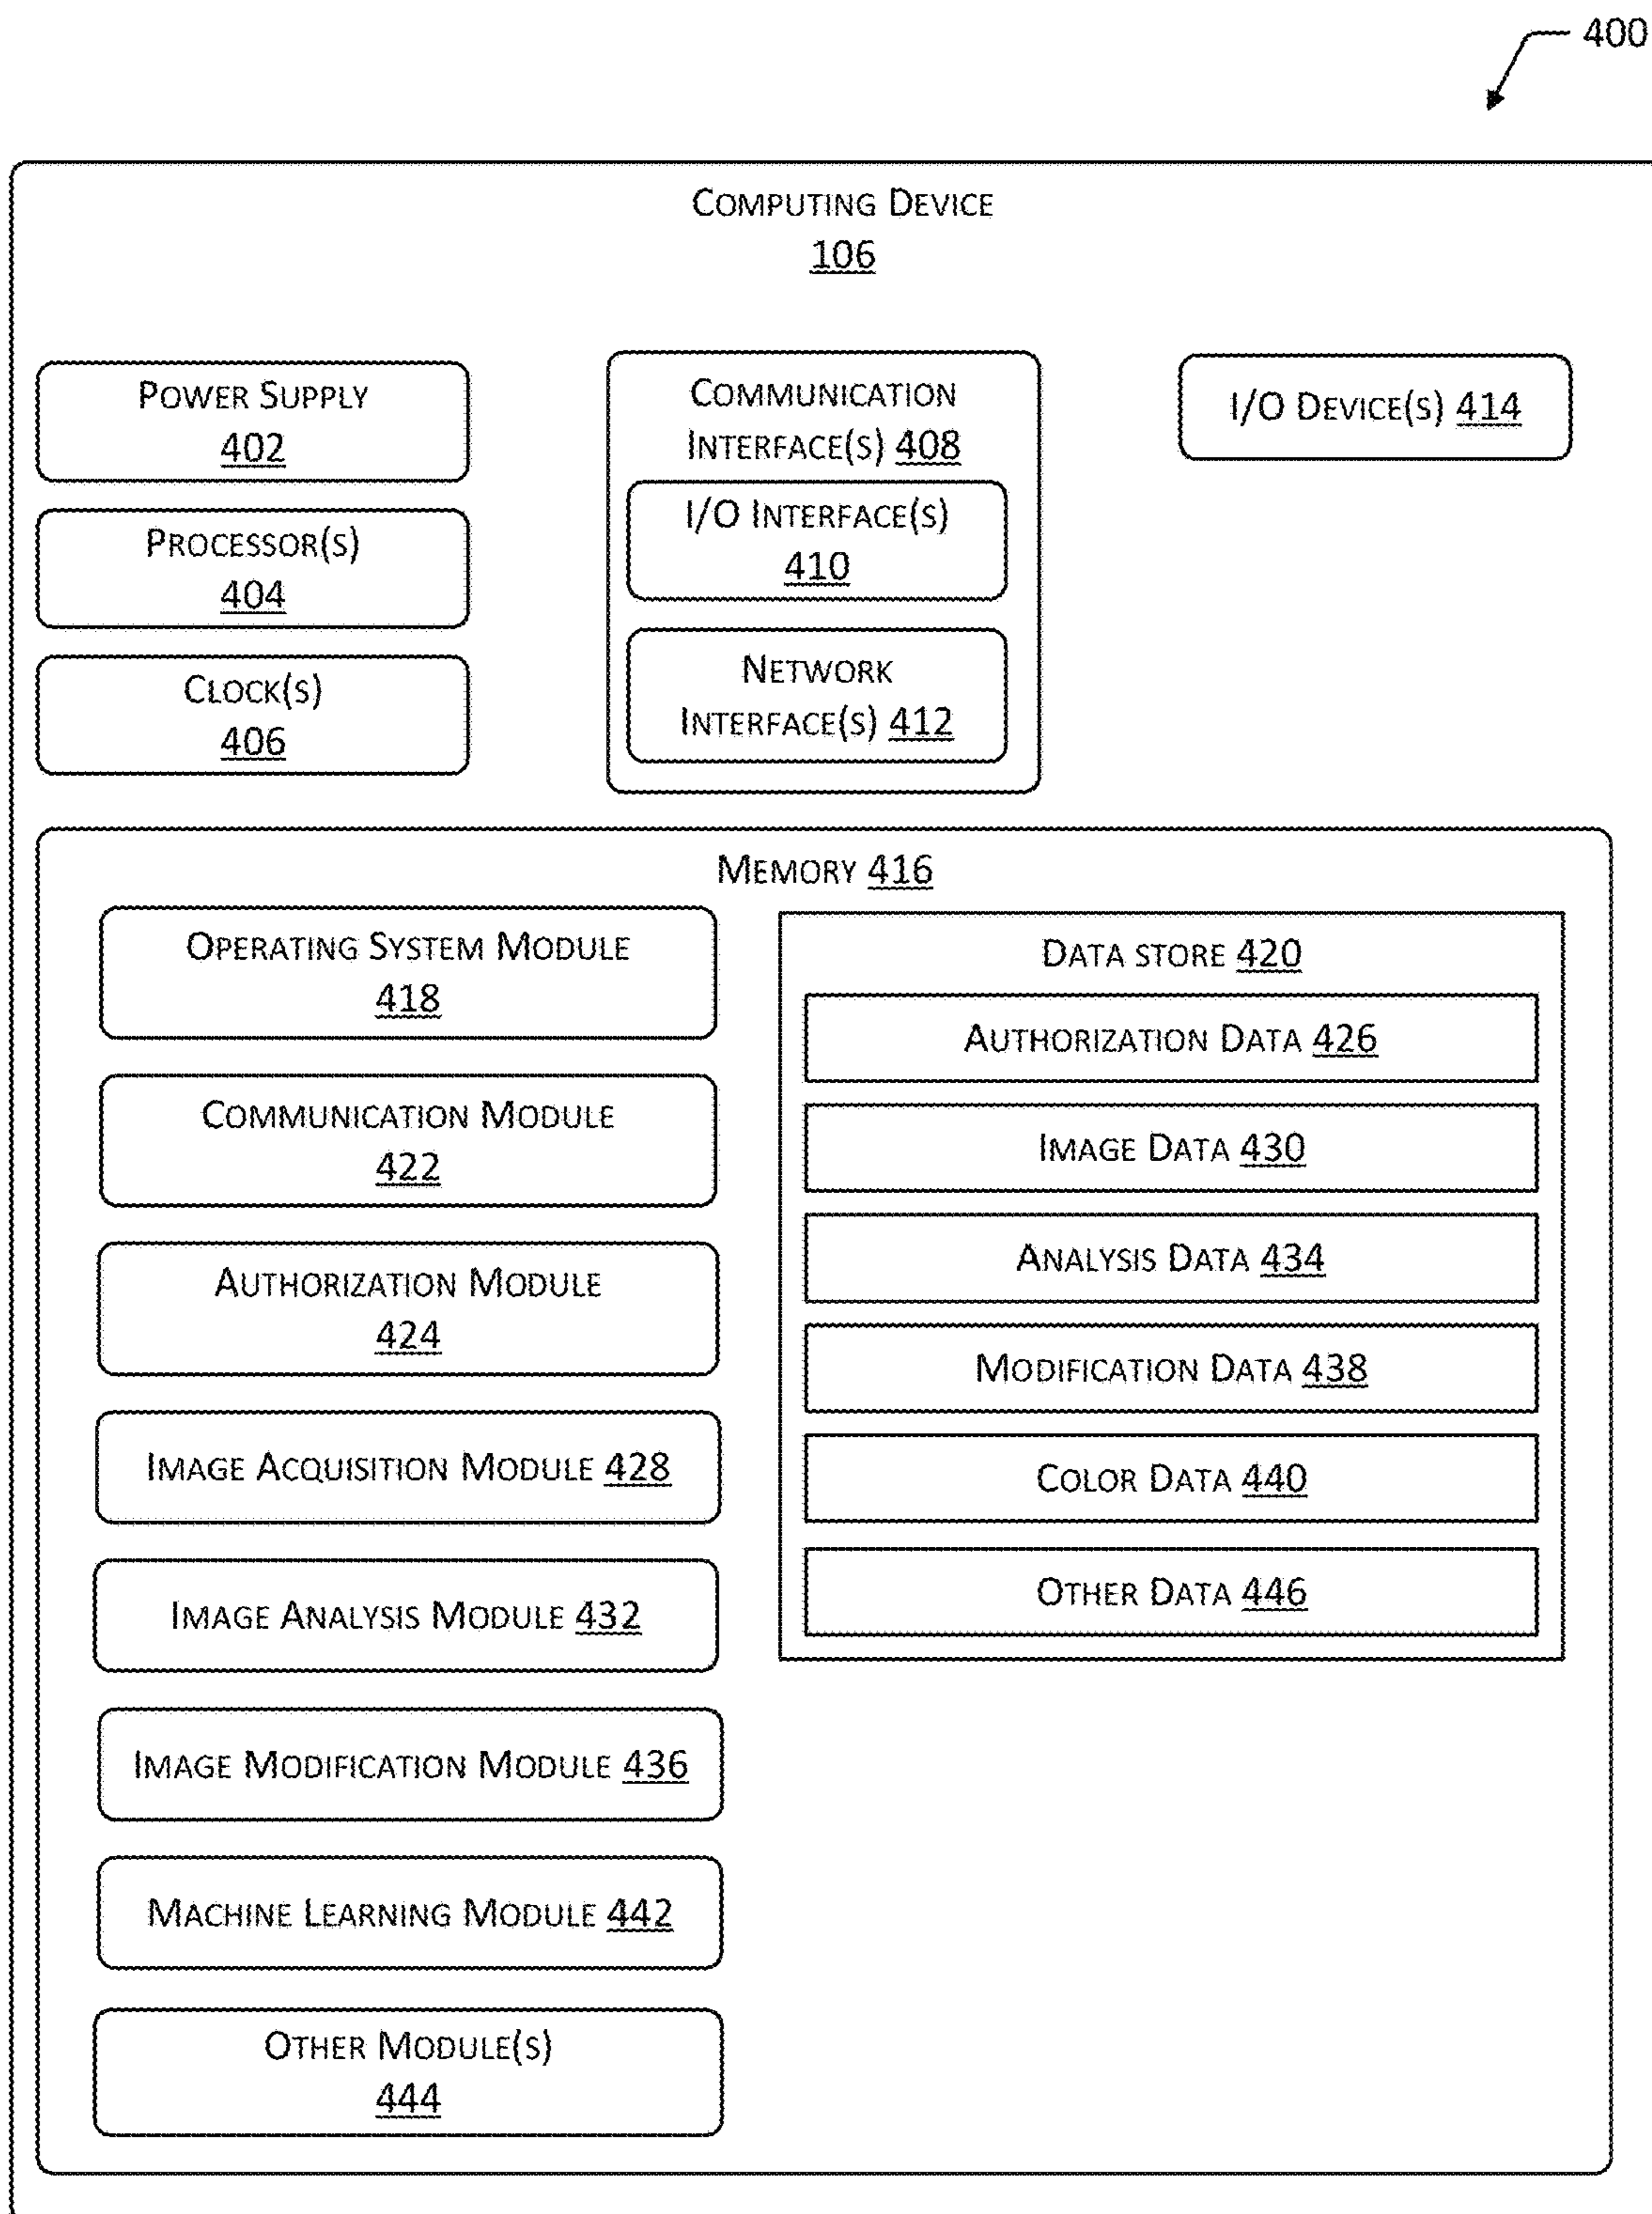 400
Computing Device
106
Power Supply
402
Processor(s)
404
Clock(s)
406
Communication
Interface(s) 408
I/O Interface(s)
410
Network
Interface(s) 412
I/O Device(s) 414
Memory 416
Operating System Module
418
Communication Module
422
Authorization Module
424
Image Acquisition Module 428
Image Analysis Module 432
Image Modification Module 436
Machine Learning Module 442
Other Module(s)
444
Data store 420
Authorization Data 426
Image Data 430
Analysis Data 434
Modification Data 438
Color Data 440
Other Data 446